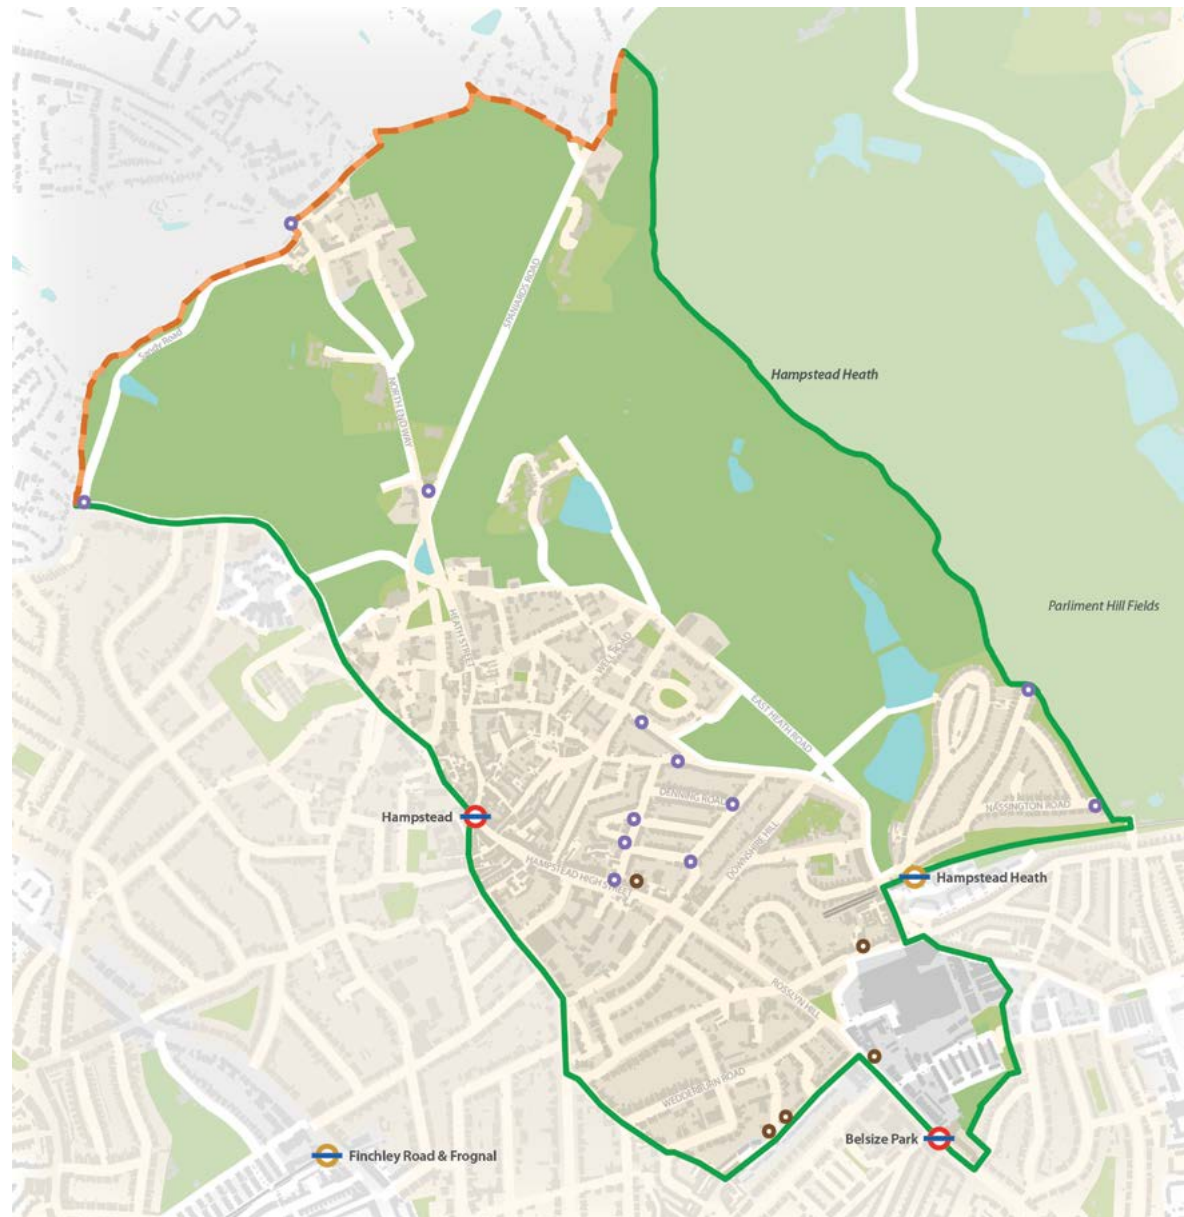 SPANIARDS ROAD
Sandy Road
Hampstead Heath
NORTH END WAY
Parliment Hill Fields
HEATH STREET
WELL ROAD
EAST HEATH ROAD
DENNING ROAD
HASSINGTON ROAD
Hampstead
DOWNSHIRE HILL
HAMPSTEAD HIGH STREET
Hampstead Heath
ROSSLYN HILL
WEDDENBURN ROAD
Belsize Park
Finchley Road & Frognal